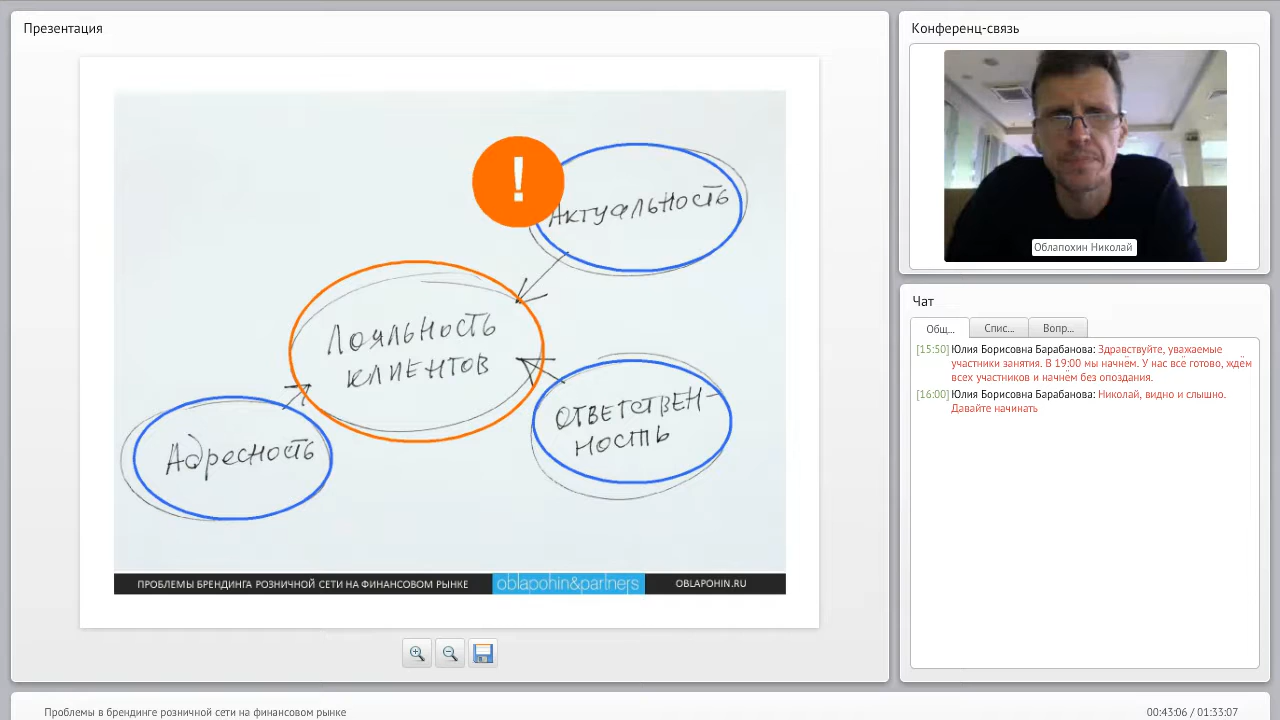 Презентация
!
Актуальность
Лояльность
клиентов
Ответствен-
ность
Адресность
ПРОБЛЕМЫ БРЕНДИНГА РОЗНИЧНОЙ СЕТИ НА ФИНАНСОВОМ РЫНКЕ
oblapohin&partners
OBLAPOHIN.RU
Конференц-связь
Облапохин Николай
Чат
Общ...
Спис...
Вопр...
[15:50] Юлия Борисовна Барабанова: Здравствуйте, уважаемые
участники занятия. В 19:00 мы начнём. У нас всё готово, ждём
всех участников и начнём без опоздания.
[16:00] Юлия Борисовна Барабанова: Николай, видно и слышно.
Давайте начинать
Проблемы в брендинге розничной сети на финансовом рынке
00:43:06 / 01:33:07